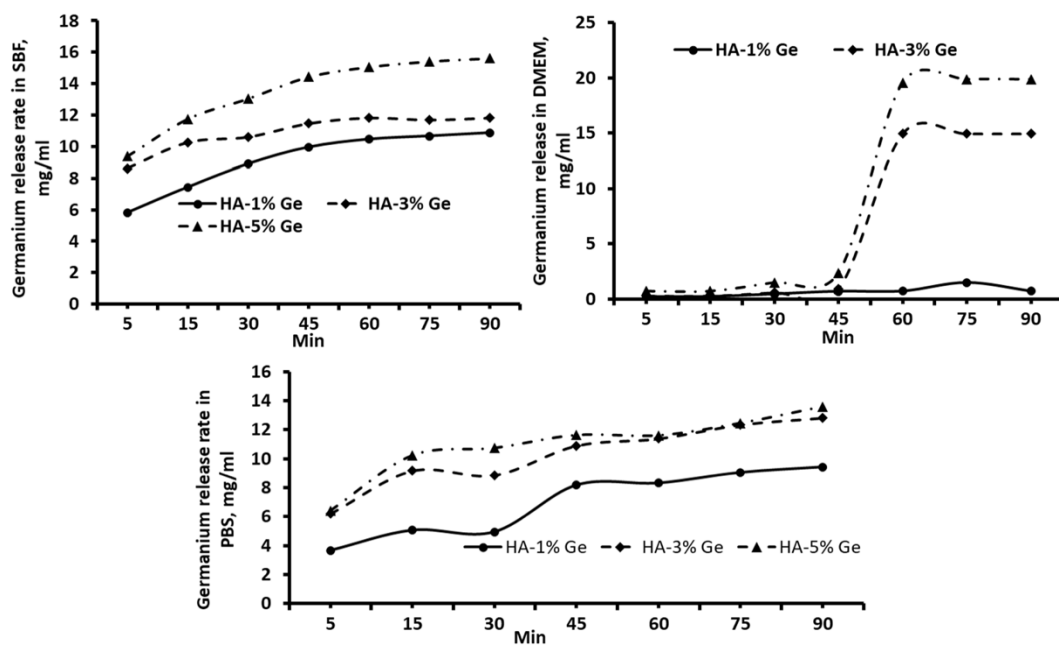 Germanium release rate in SBF,
mg/ml
18
16
14
12
10
8
6
4
2
0
HA-1% Ge HA-3% Ge
HA-5% Ge
5 15 30 45 60 75 90
Min
Germanium release in DMEM,
mg/ml
25
20
15
10
5
0
HA-1% Ge HA-3% Ge
5 15 30 45 60 75 90
Min
Germanium release rate in
PBS, mg/ml
16
14
12
10
8
6
4
2
0
HA-1% Ge HA-3% Ge HA-5% Ge
5 15 30 45 60 75 90
Min